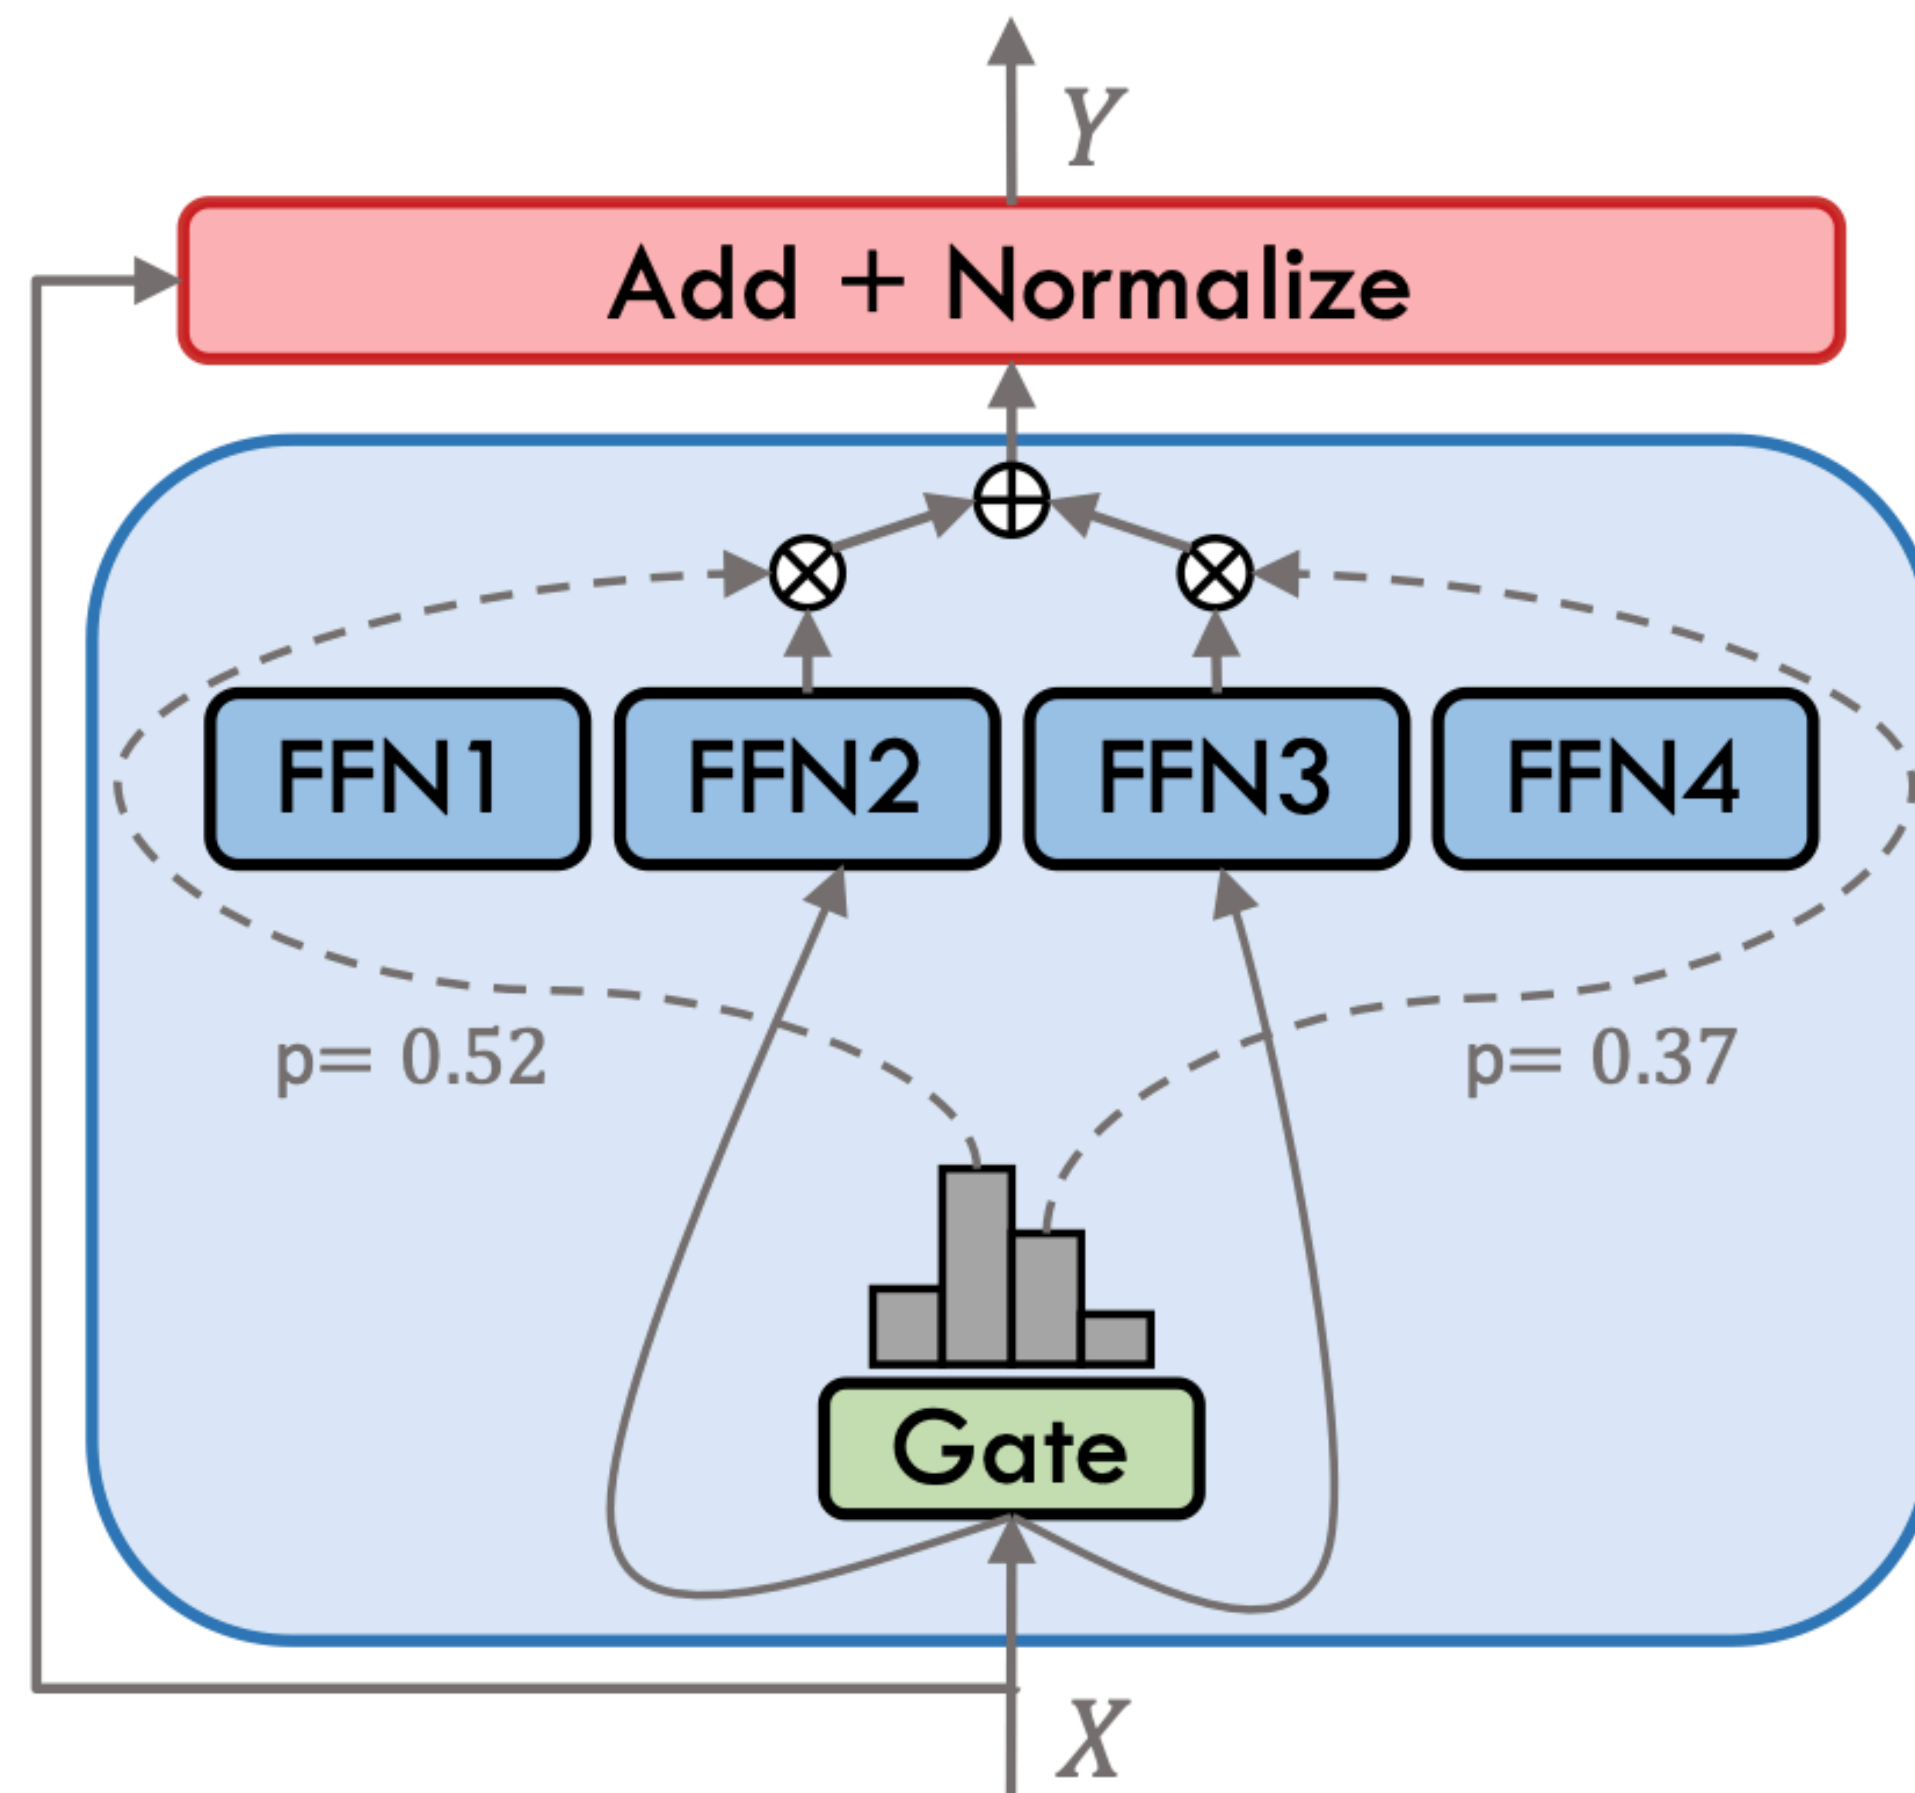 Y
Add + Normalize
FFN1 FFN2 FFN3 FFN4
p= 0.52 p= 0.37
Gate
X